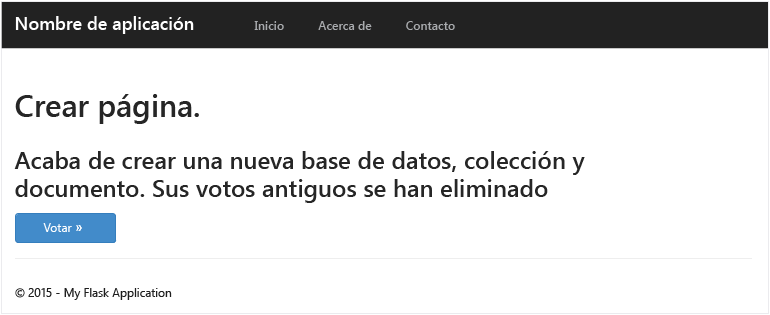 Nombre de aplicación Inicio Acerca de Contacto
Crear página.
Acaba de crear una nueva base de datos, colección y
documento. Sus votos antiguos se han eliminado
Votar »
© 2015 - My Flask Application